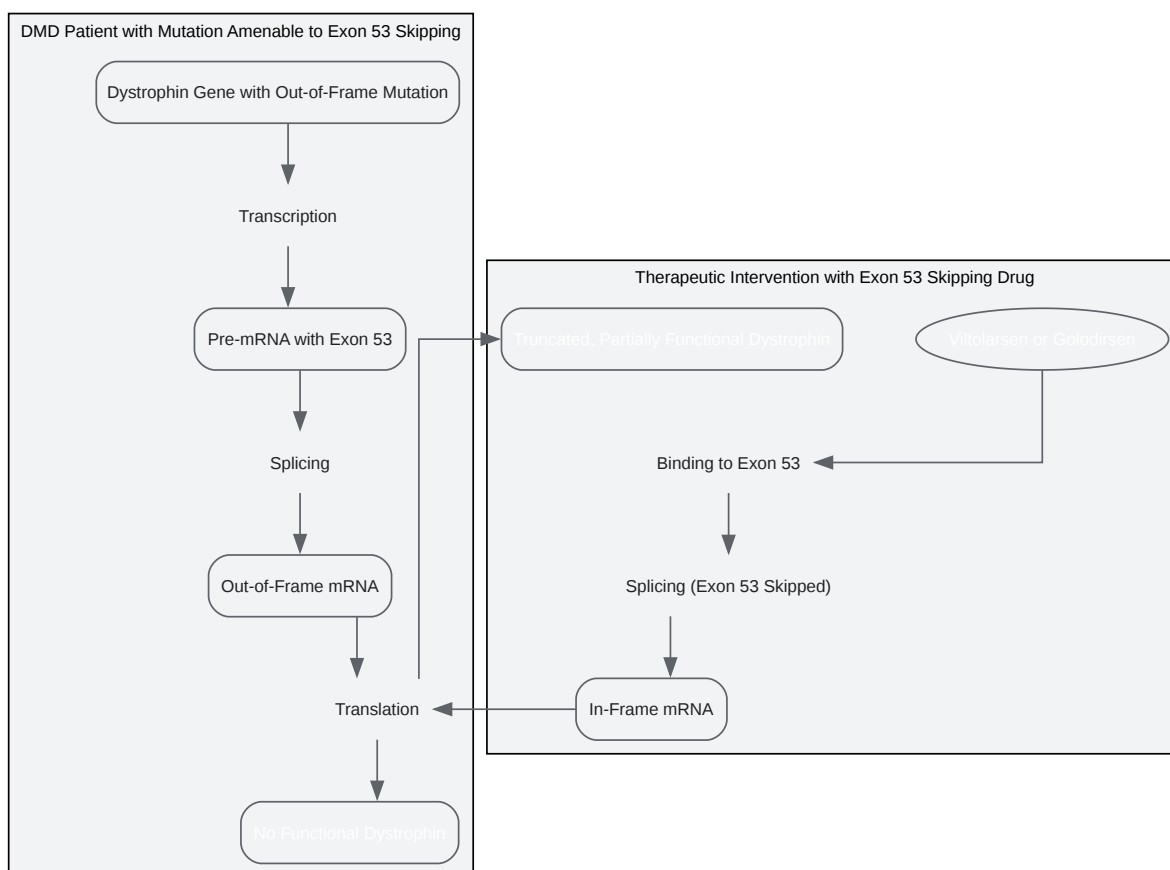 DMD Patient with Mutation Amenable to Exon 53 Skipping
Dystrophin Gene with Out-of-Frame Mutation
Transcription
Pre-mRNA with Exon 53
Splicing
Out-of-Frame mRNA
Translation
No Functional Dystrophin
Therapeutic Intervention with Exon 53 Skipping Drug
Truncated, Partially Functional Dystrophin
Viltolarsen or Golodirsen
Binding to Exon 53
Splicing (Exon 53 Skipped)
In-Frame mRNA